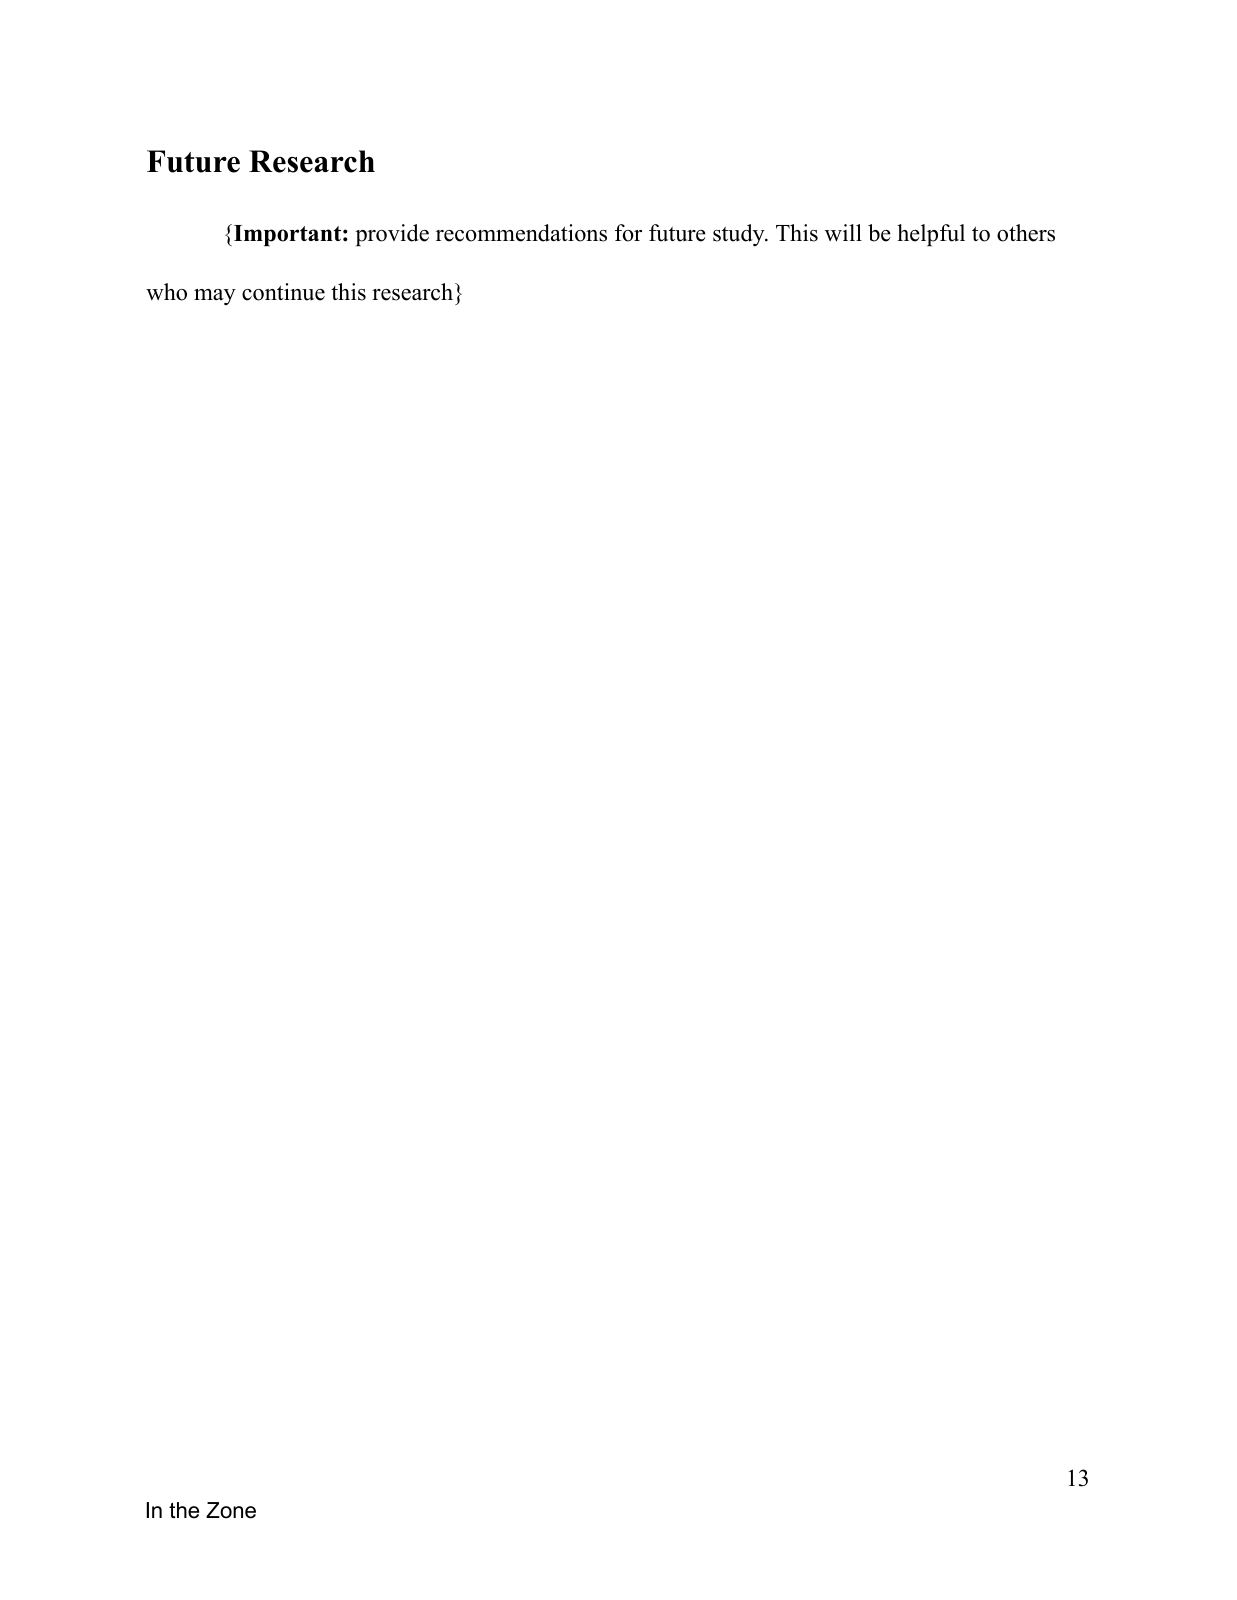 Future Research
{Important: provide recommendations for future study. This will be helpful to others
who may continue this research}
13
In the Zone